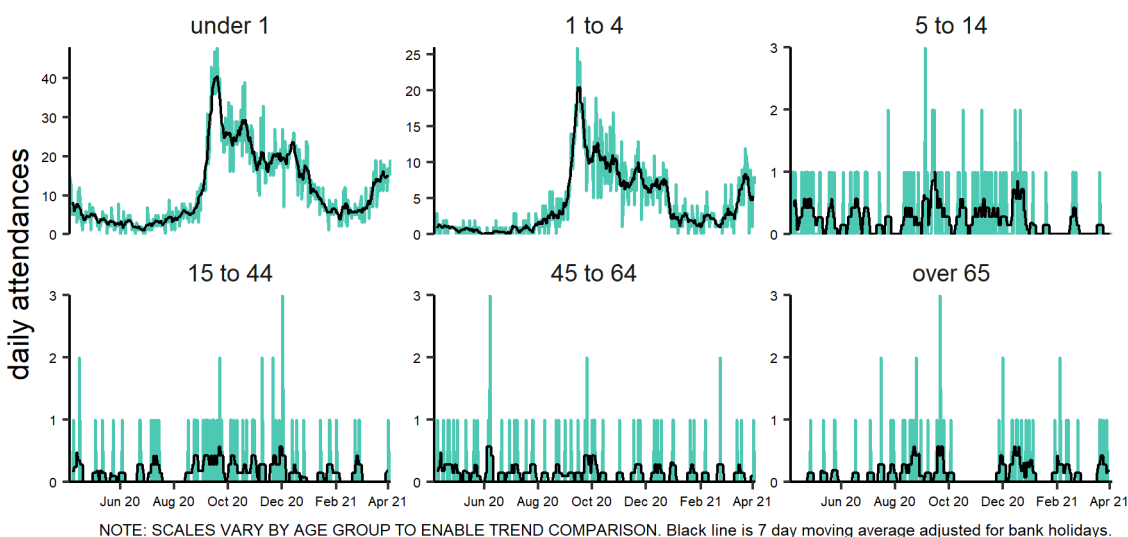 under 1
1 to 4
5 to 14
40
30
20
10
0
25
20
15
10
5
0
3
2
1
0
daily attendances
15 to 44
45 to 64
over 65
3
2
1
0
3
2
1
0
3
2
1
0
Jun 20 Aug 20 Oct 20 Dec 20 Feb 21 Apr 21
Jun 20 Aug 20 Oct 20 Dec 20 Feb 21 Apr 21
Jun 20 Aug 20 Oct 20 Dec 20 Feb 21 Apr 21
NOTE: SCALES VARY BY AGE GROUP TO ENABLE TREND COMPARISON. Black line is 7 day moving average adjusted for bank holidays.